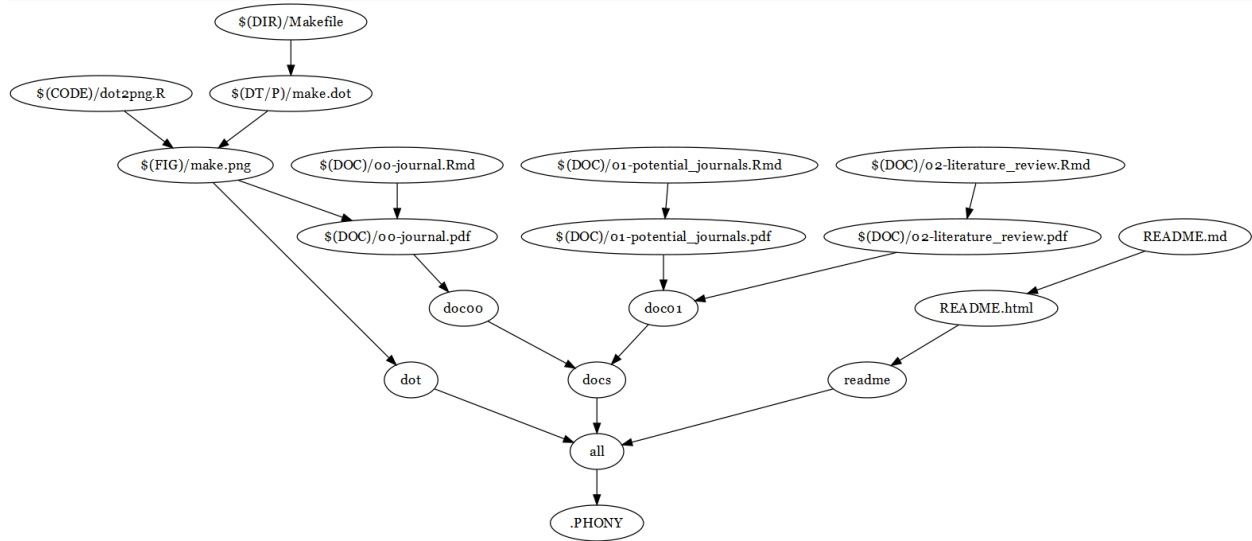 $(DIR)/Makefile
$(CODE)/dot2png.R
$(DT/P)/make.dot
$(FIG)/make.png
$(DOC)/00-journal.Rmd
$(DOC)/01-potential_journals.Rmd
$(DOC)/02-literature_review.Rmd
$(DOC)/00-journal.pdf
$(DOC)/01-potential_journals.pdf
$(DOC)/02-literature_review.pdf
README.md
doc00
doc01
README.html
dot
docs
readme
all
.PHONY